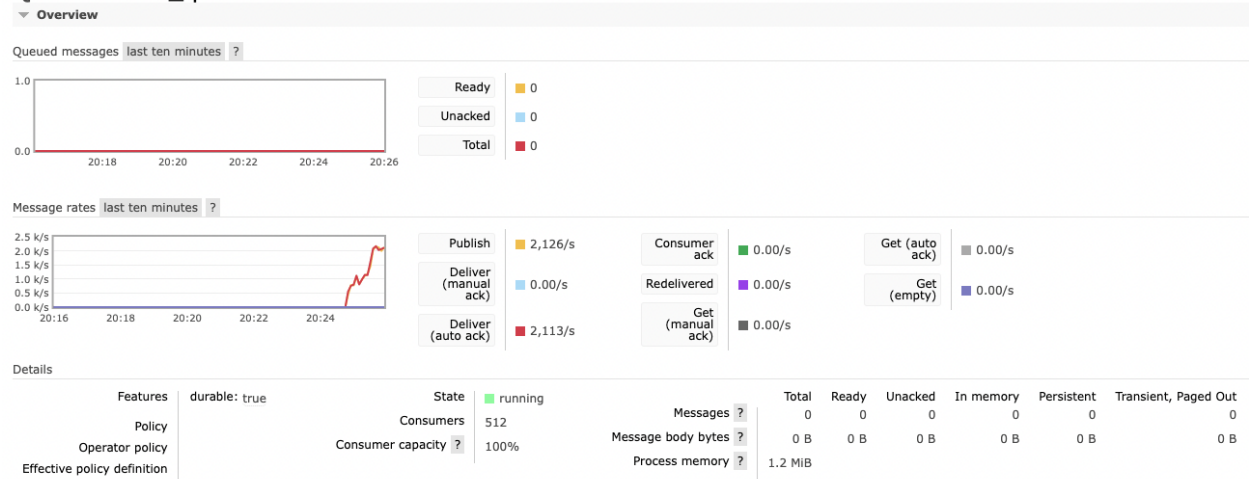 Overview
Queued messages last ten minutes ?
1.0
0.0
20:18 20:20 20:22 20:24 20:26
Ready 0
Unacked 0
Total 0
Message rates last ten minutes ?
2.5 k/s
2.0 k/s
1.5 k/s
1.0 k/s
0.5 k/s
0.0 k/s
20:16 20:18 20:20 20:22 20:24
Publish 2,126/s
Deliver
(manual
ack) 0.00/s
Deliver
(auto ack) 2,113/s
Consumer
ack 0.00/s
Redelivered 0.00/s
Get
(manual
ack) 0.00/s
Get (auto
ack) 0.00/s
Get
(empty) 0.00/s
Details
Features durable: true
Policy
Operator policy
Effective policy definition
State running
Consumers 512
Consumer capacity ? 100%
Total Ready Unacked In memory Persistent Transient, Paged Out
Messages ? 0 0 0 0 0 0
Message body bytes ? 0 B 0 B 0 B 0 B 0 B 0 B
Process memory ? 1.2 MiB